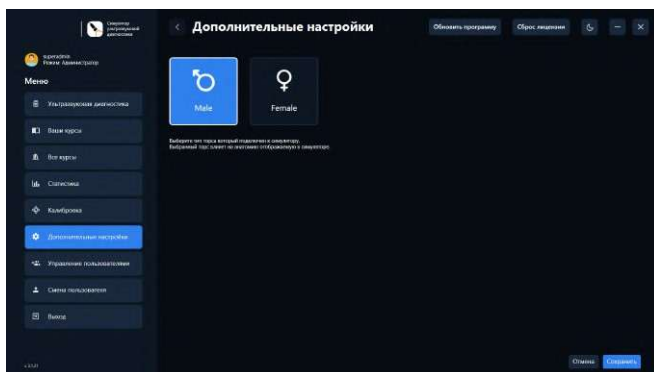 Симулятор
ультразвуковой
диагностики
superadmin
Режим: Администратор
Меню
Ультразвуковая диагностика
Ваши курсы
Все курсы
Статистика
Калибровка
Дополнительные настройки
Управление пользователями
Смена пользователя
Выход
Дополнительные настройки
Обновить программу
Сброс лицензии
Male
Female
Выберите тип торса который подключен к симулятору.
Выбранный торс влияет на анатомию отображаемую в симуляторе.
Отмена
Сохранить